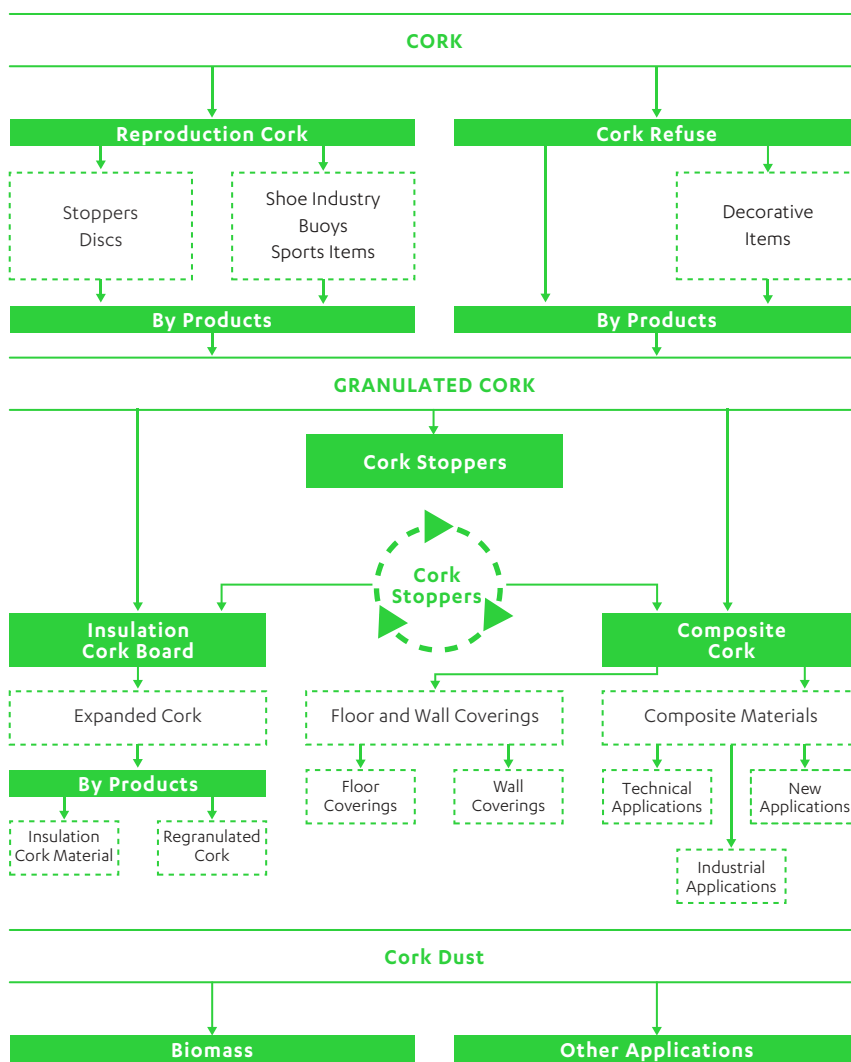 CORK
Reproduction Cork
Cork Refuse
Stoppers
Discs
Shoe Industry
Buoys
Sports Items
Decorative
Items
By Products
By Products
GRANULATED CORK
Cork Stoppers
Cork
Stoppers
Insulation
Cork Board
Composite
Cork
Expanded Cork
Floor and Wall Coverings
Composite Materials
By Products
Floor
Coverings
Wall
Coverings
Technical
Applications
New
Applications
Insulation
Cork Material
Regranulated
Cork
Industrial
Applications
Cork Dust
Biomass
Other Applications